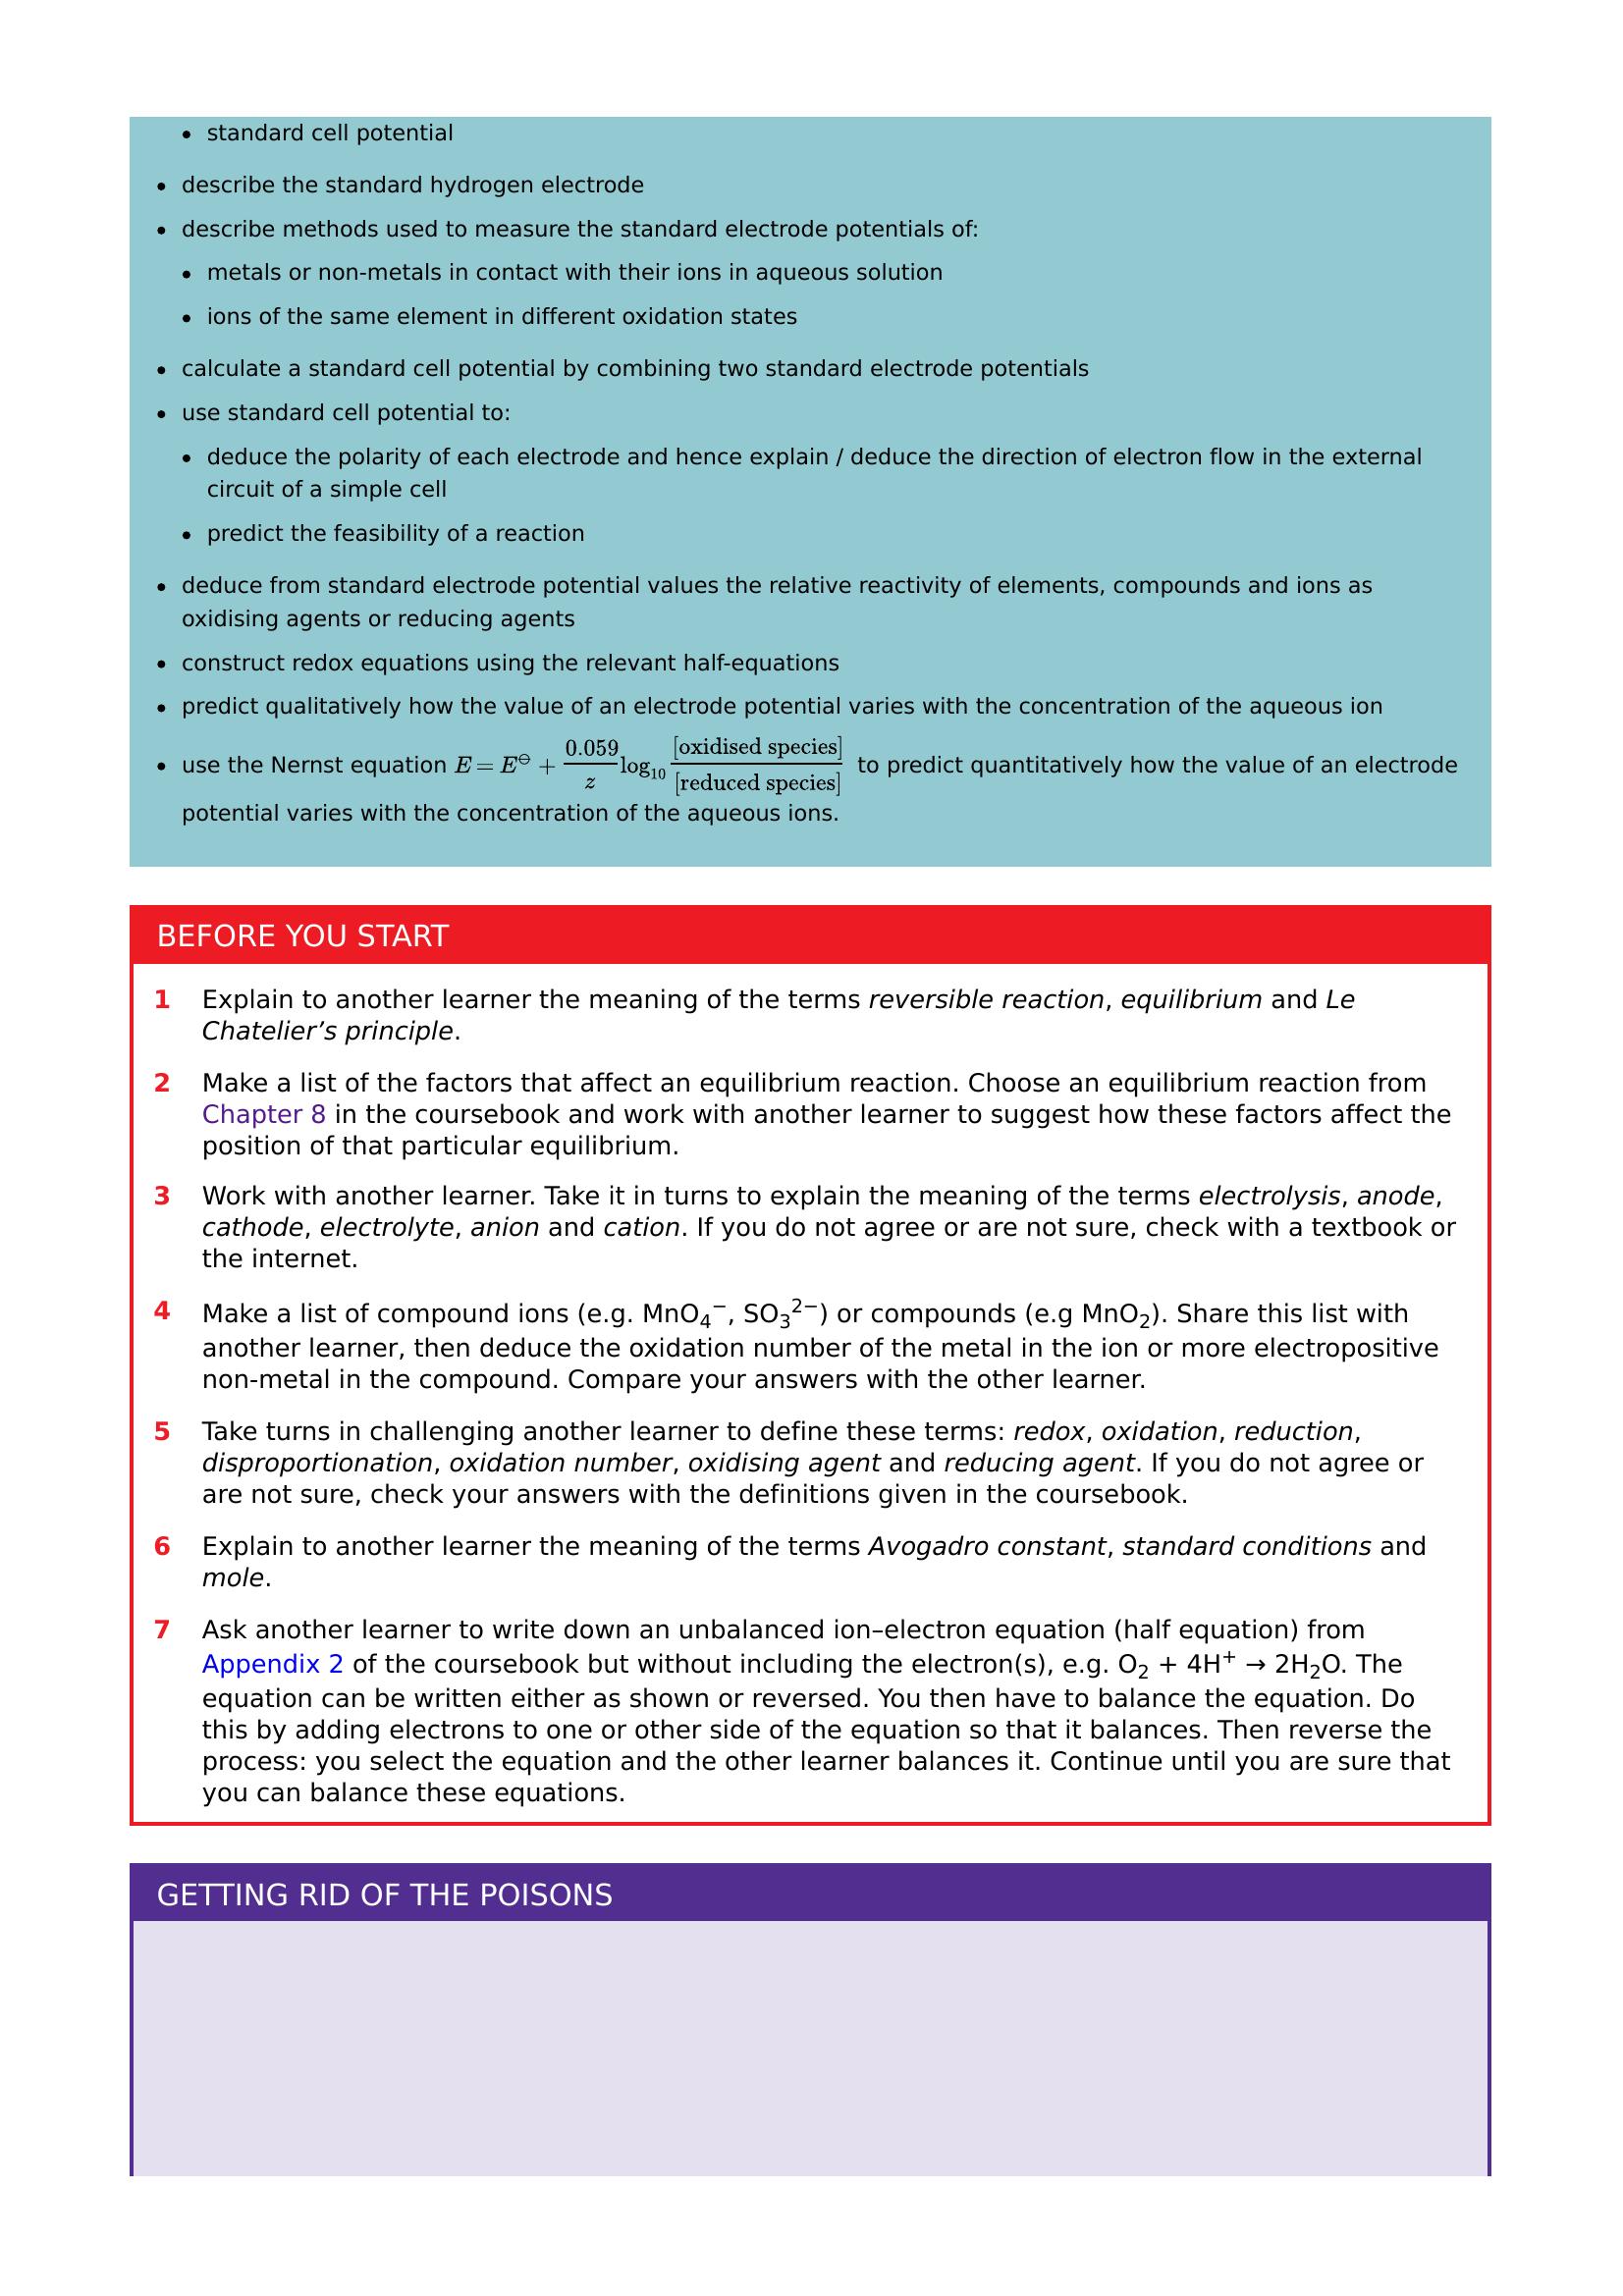 • standard cell potential
• describe the standard hydrogen electrode
• describe methods used to measure the standard electrode potentials of:
• metals or non-metals in contact with their ions in aqueous solution
• ions of the same element in different oxidation states
• calculate a standard cell potential by combining two standard electrode potentials
• use standard cell potential to:
• deduce the polarity of each electrode and hence explain / deduce the direction of electron flow in the external
circuit of a simple cell
• predict the feasibility of a reaction
• deduce from standard electrode potential values the relative reactivity of elements, compounds and ions as
oxidising agents or reducing agents
• construct redox equations using the relevant half-equations
• predict qualitatively how the value of an electrode potential varies with the concentration of the aqueous ion
• use the Nernst equation E = E⊖ + 0.059/z log₁₀ [oxidised species]/[reduced species] to predict quantitatively how the value of an electrode
potential varies with the concentration of the aqueous ions.
BEFORE YOU START
1 Explain to another learner the meaning of the terms reversible reaction, equilibrium and Le
Chatelier’s principle.
2 Make a list of the factors that affect an equilibrium reaction. Choose an equilibrium reaction from
Chapter 8 in the coursebook and work with another learner to suggest how these factors affect the
position of that particular equilibrium.
3 Work with another learner. Take it in turns to explain the meaning of the terms electrolysis, anode,
cathode, electrolyte, anion and cation. If you do not agree or are not sure, check with a textbook or
the internet.
4 Make a list of compound ions (e.g. MnO₄⁻, SO₃²⁻) or compounds (e.g MnO₂). Share this list with
another learner, then deduce the oxidation number of the metal in the ion or more electropositive
non-metal in the compound. Compare your answers with the other learner.
5 Take turns in challenging another learner to define these terms: redox, oxidation, reduction,
disproportionation, oxidation number, oxidising agent and reducing agent. If you do not agree or
are not sure, check your answers with the definitions given in the coursebook.
6 Explain to another learner the meaning of the terms Avogadro constant, standard conditions and
mole.
7 Ask another learner to write down an unbalanced ion–electron equation (half equation) from
Appendix 2 of the coursebook but without including the electron(s), e.g. O₂ + 4H⁺ → 2H₂O. The
equation can be written either as shown or reversed. You then have to balance the equation. Do
this by adding electrons to one or other side of the equation so that it balances. Then reverse the
process: you select the equation and the other learner balances it. Continue until you are sure that
you can balance these equations.
GETTING RID OF THE POISONS